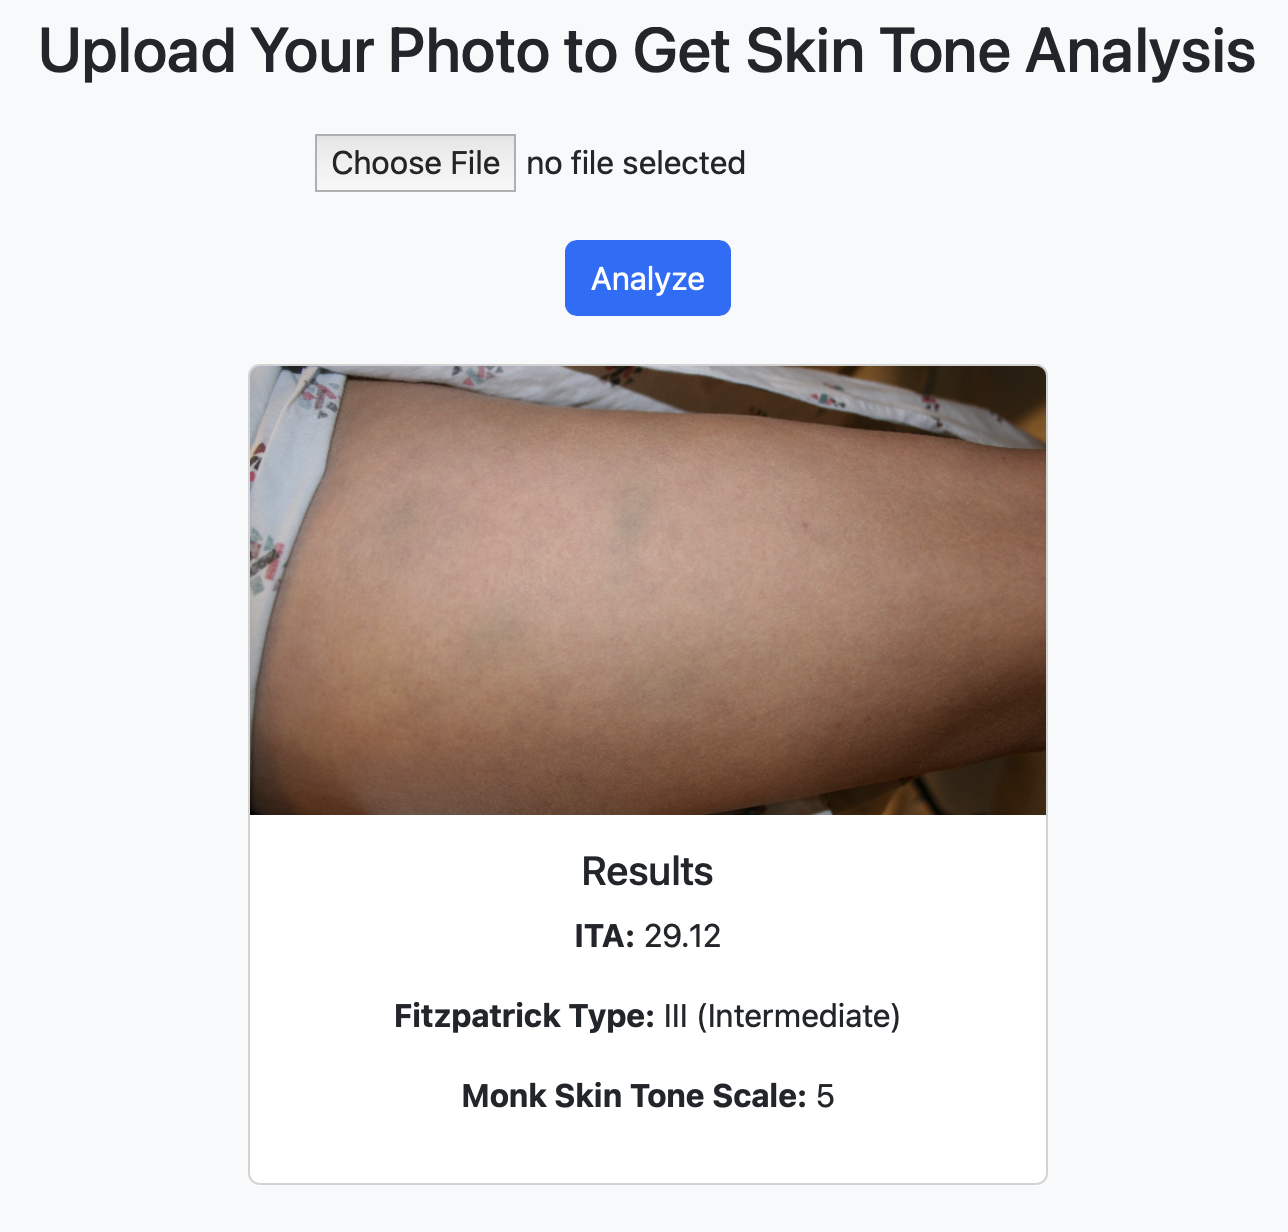 Upload Your Photo to Get Skin Tone Analysis
Choose File no file selected
Analyze
Results
ITA: 29.12
Fitzpatrick Type: III (Intermediate)
Monk Skin Tone Scale: 5